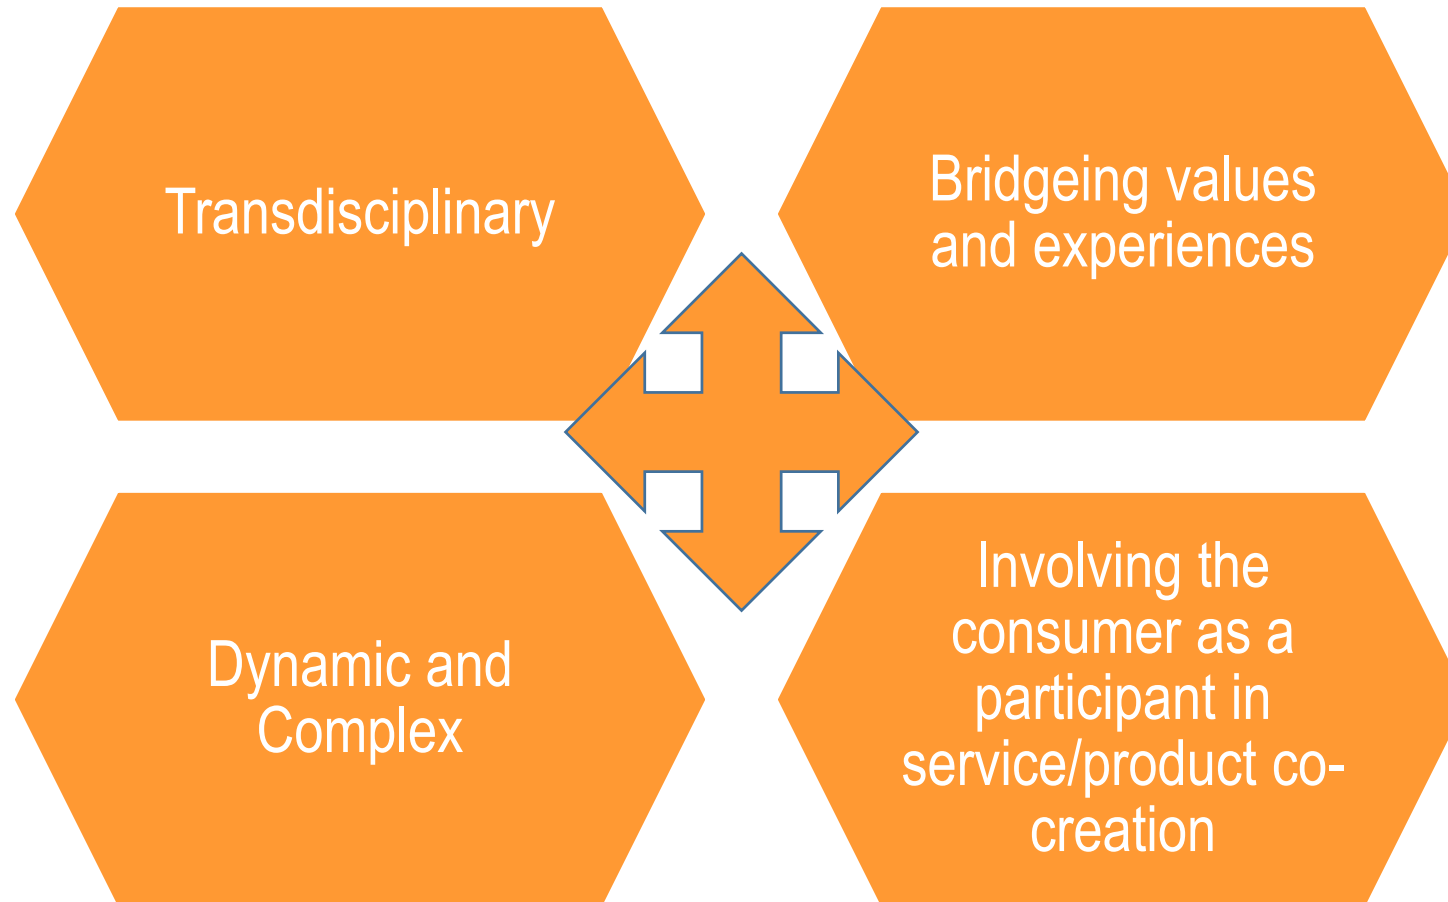 Transdisciplinary
Bridgeing values
and experiences
Dynamic and
Complex
Involving the
consumer as a
participant in
service/product co-
creation